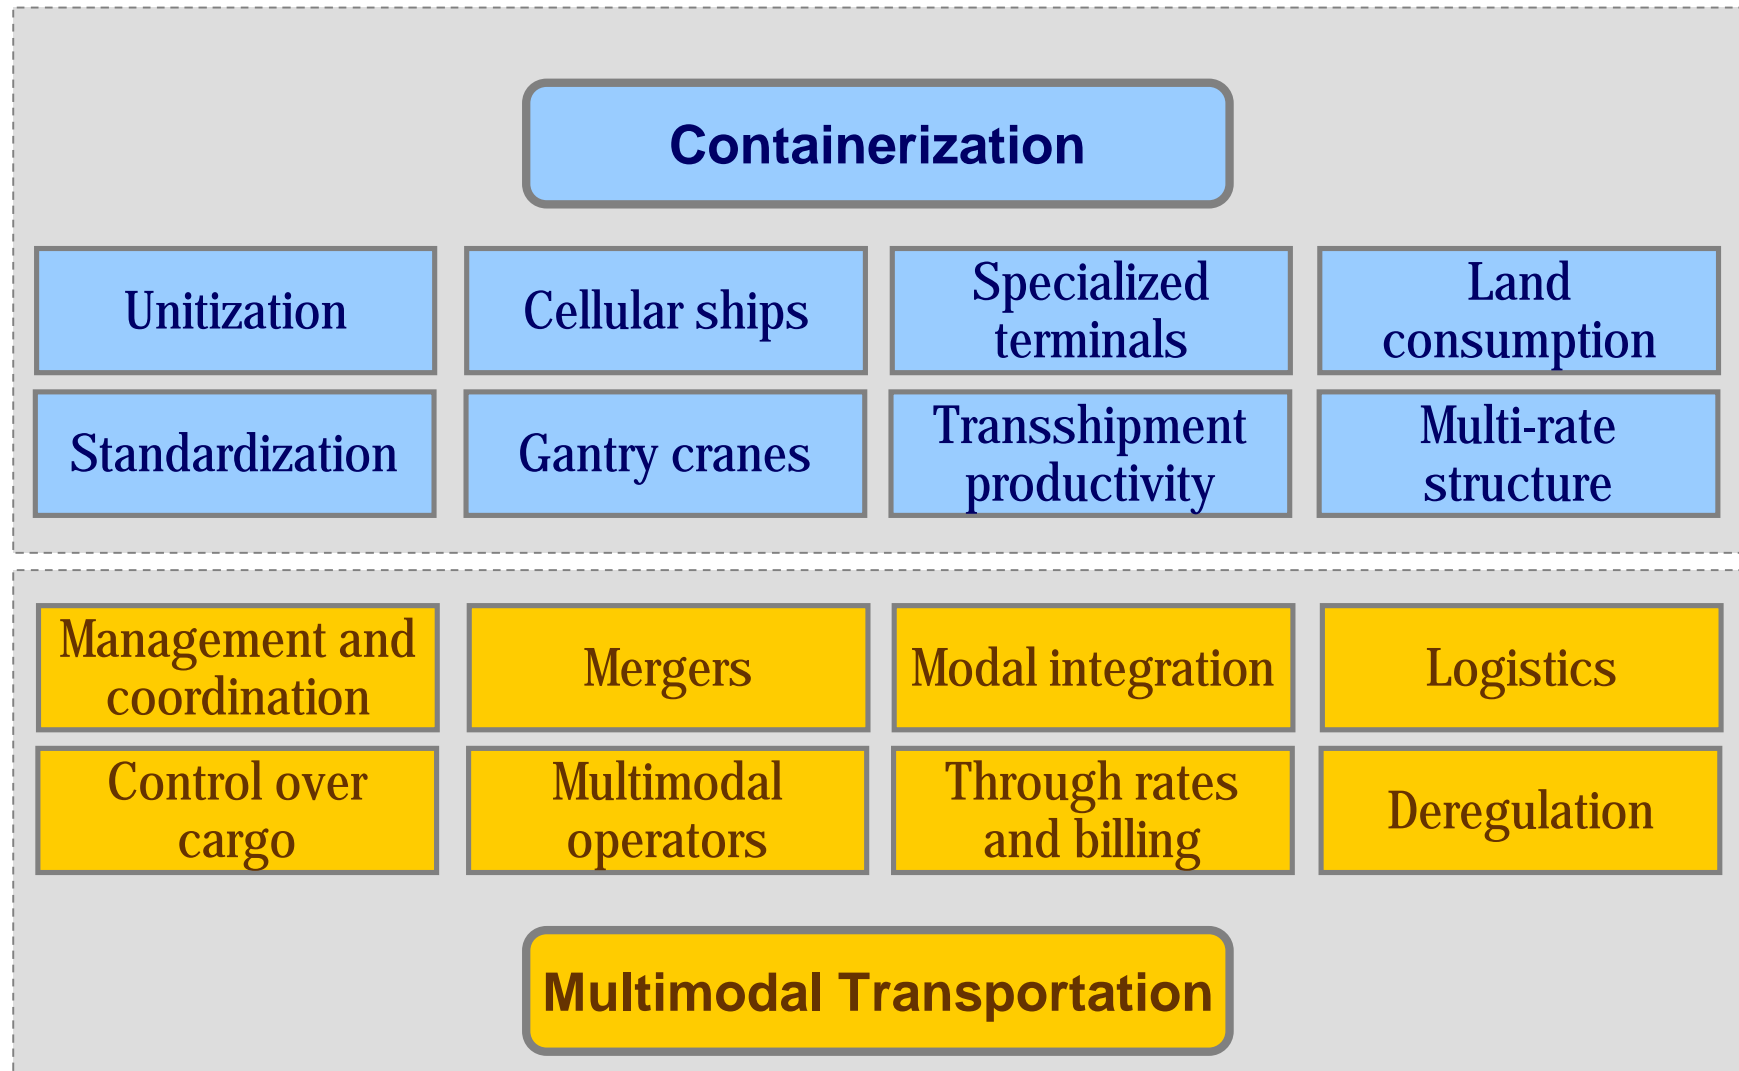 Containerization
Unitization
Cellular ships
Specialized
terminals
Land
consumption
Standardization
Gantry cranes
Transshipment
productivity
Multi-rate
structure
Management and
coordination
Mergers
Modal integration
Logistics
Control over
cargo
Multimodal
operators
Through rates
and billing
Deregulation
Multimodal Transportation